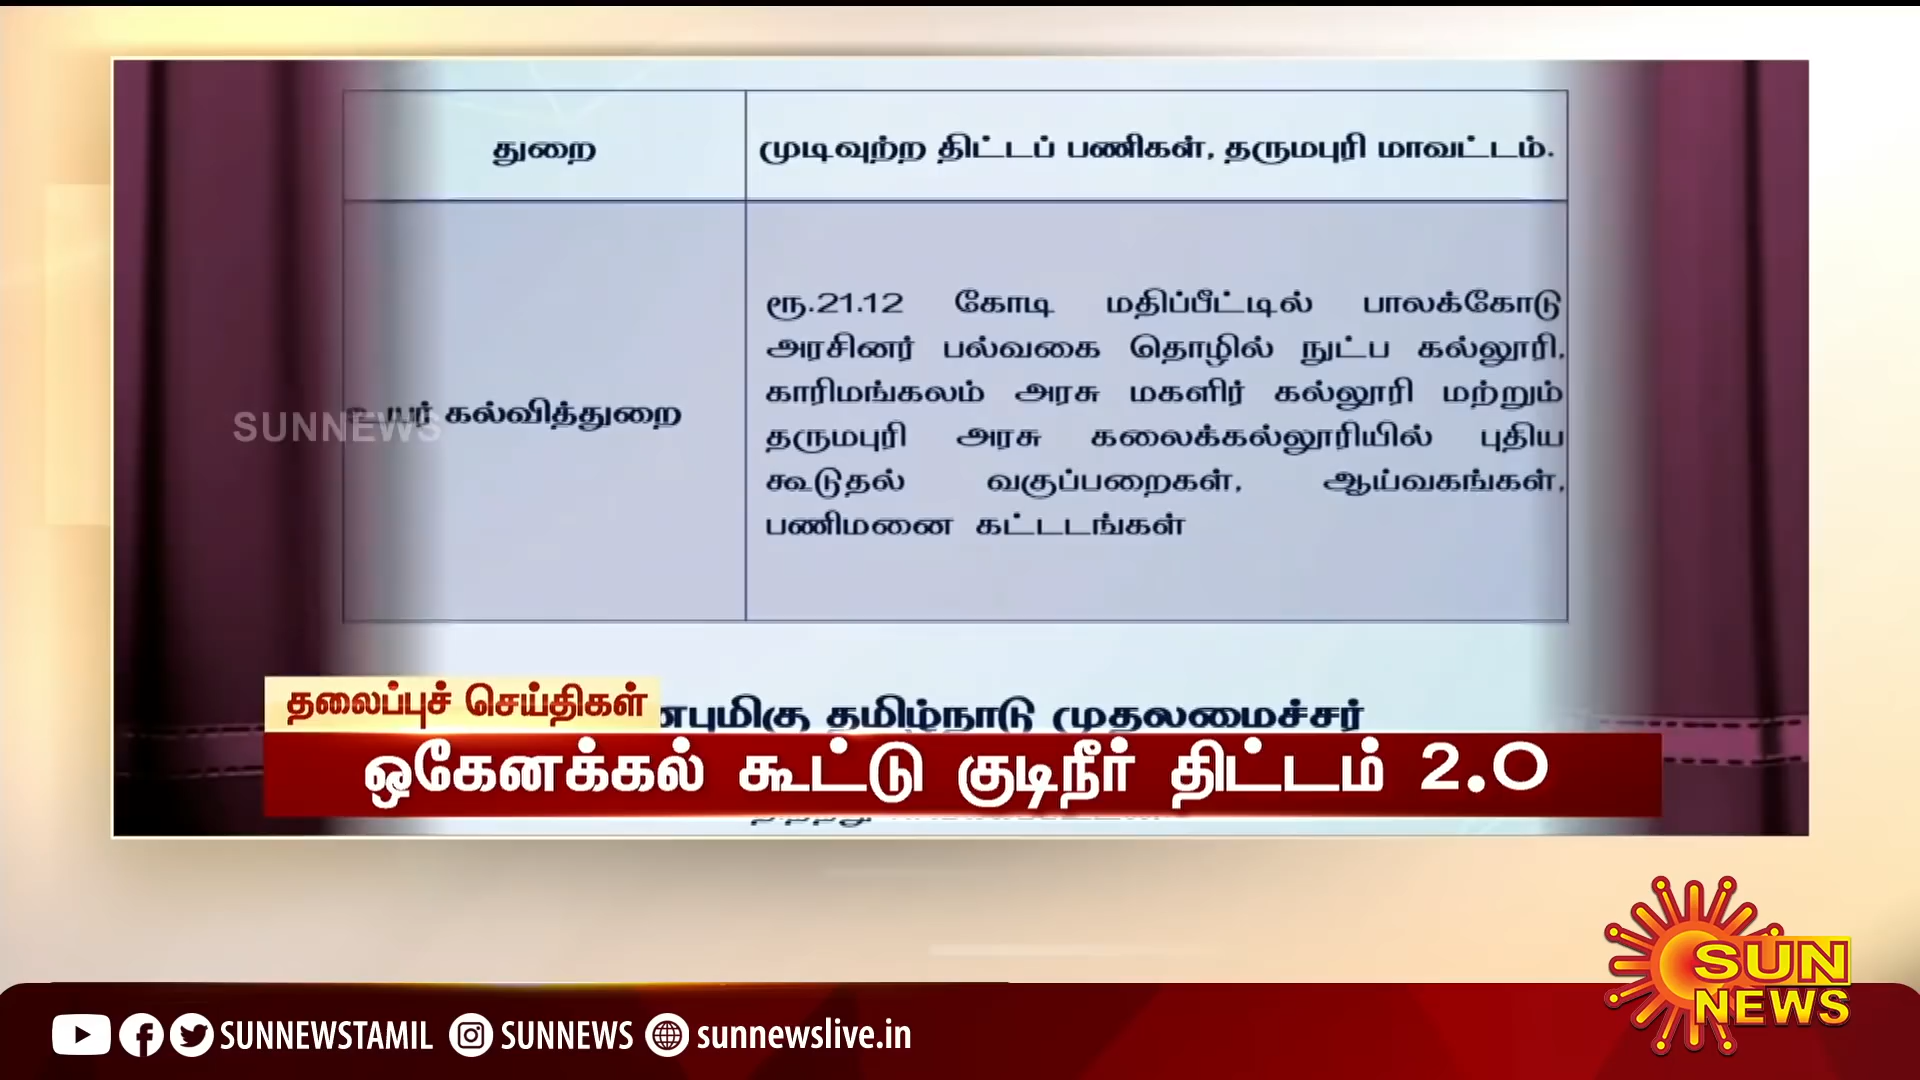 துறை
முடிவுற்ற திட்டப் பணிகள், தருமபுரி மாவட்டம்.
ரூ.21.12 கோடி மதிப்பீட்டில் பாலக்கோடு
அரசினர் பல்வகை தொழில் நுட்ப கல்லூரி,
காரிமங்கலம் அரசு மகளிர் கல்லூரி மற்றும்
SUNNEWS
உயர் கல்வித்துறை
தருமபுரி அரசு கலைக்கல்லூரியில் புதிய
கூடுதல் வகுப்பறைகள், ஆய்வகங்கள்,
பணிமனை கட்டடங்கள்
தலைப்புச் செய்திகள்
தமிழ்நாடு முதலமைச்சர்
ஒகேனக்கல் கூட்டு குடிநீர் திட்டம் 2.0
SUN
NEWS
SUNNEWSTAMIL SUNNEWS sunnewslive.in